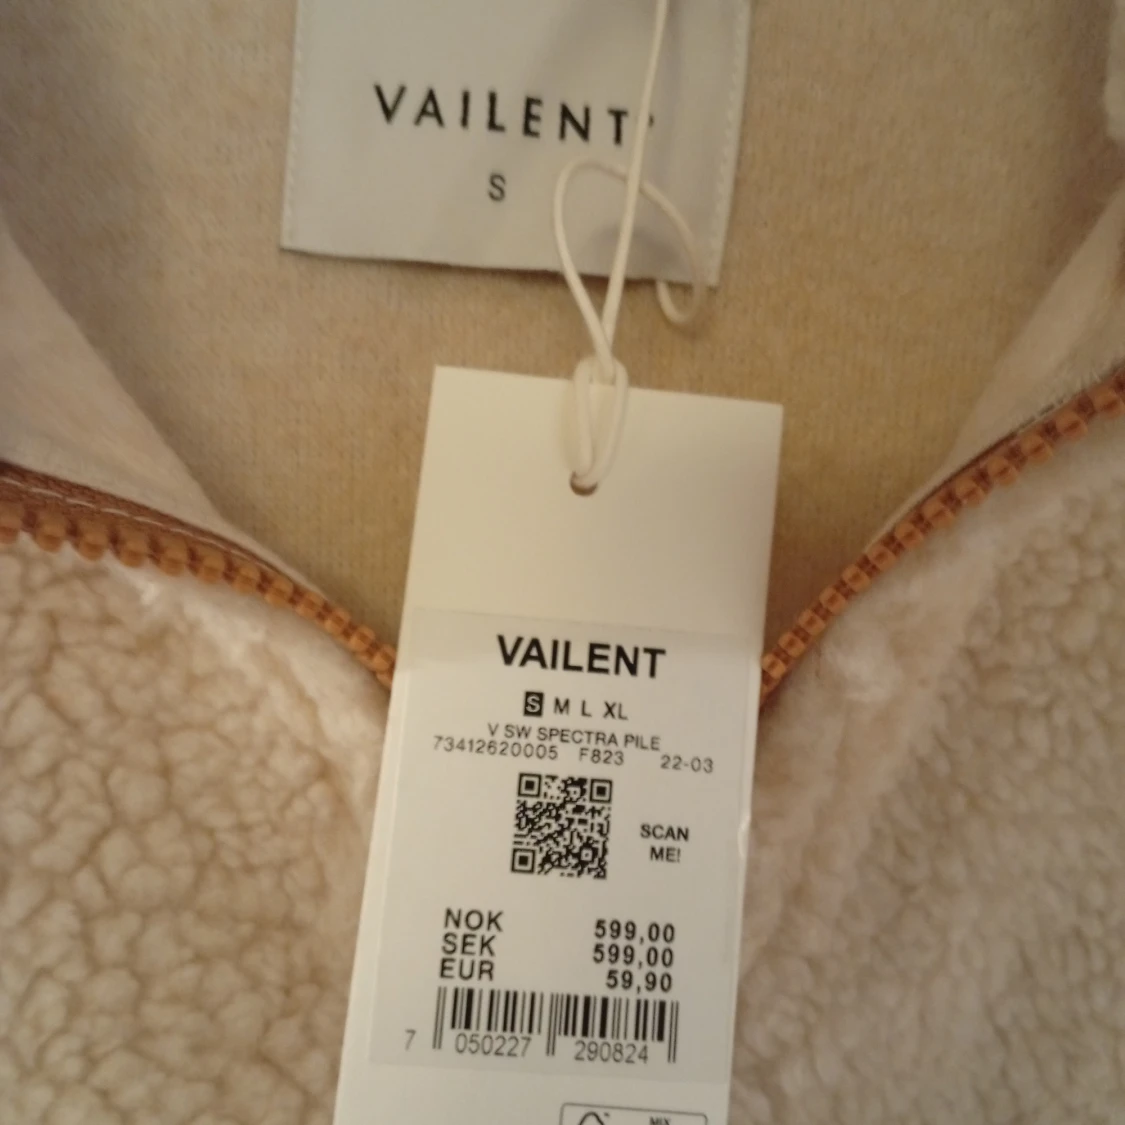 VAILENT
S
VAILENT
S M L XL
V SW SPECTRA PILE
73412620005 F823 22-03
SCAN
ME!
NOK 599,00
SEK 599,00
EUR 59,90
7 050227 290824
MIX